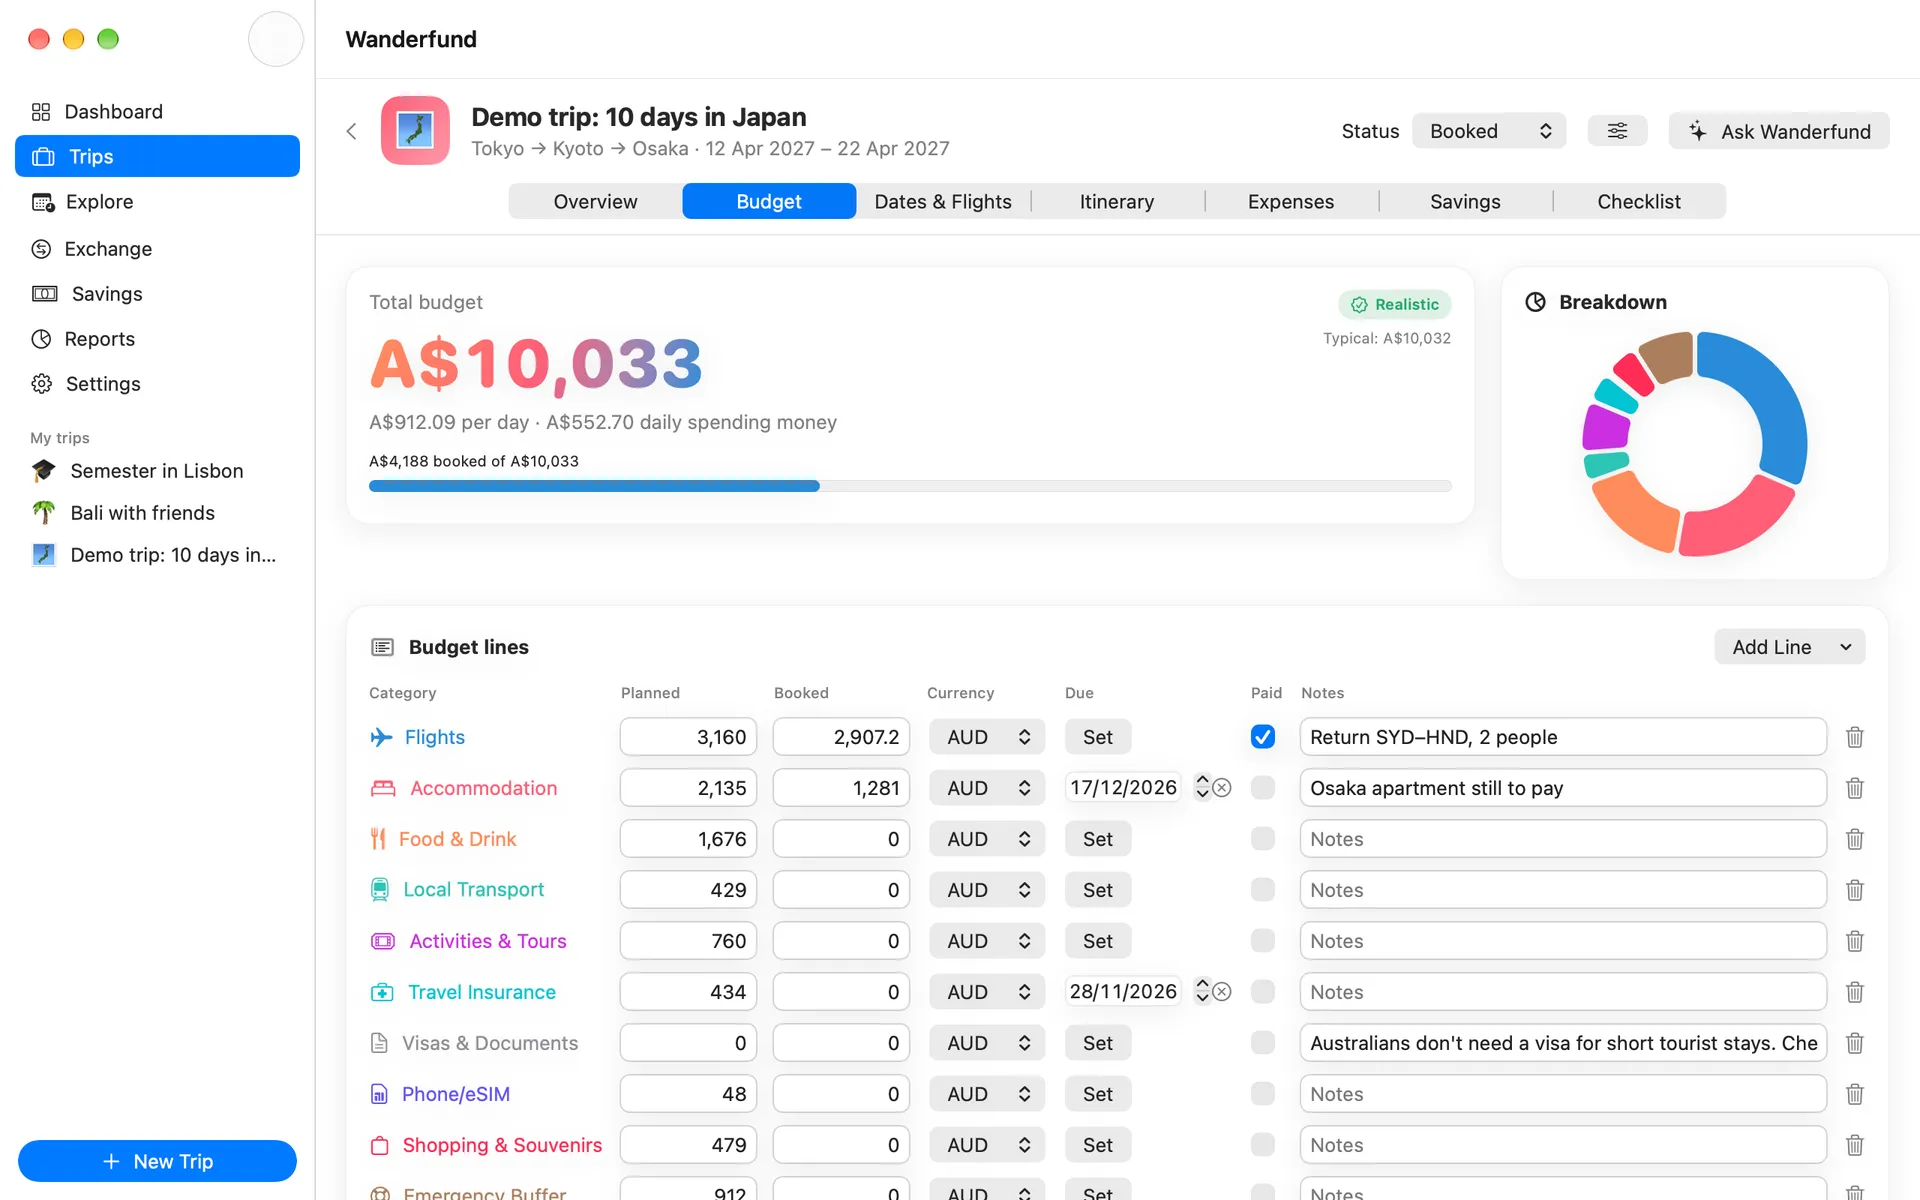 Wanderfund
Dashboard
Trips
Explore
Exchange
Savings
Reports
Settings
My trips
Semester in Lisbon
Bali with friends
Demo trip: 10 days in...
New Trip
Demo trip: 10 days in Japan
Tokyo → Kyoto → Osaka · 12 Apr 2027 – 22 Apr 2027
Status Booked Ask Wanderfund
Overview Budget Dates & Flights Itinerary Expenses Savings Checklist
Total budget
Realistic
Typical: A$10,032
A$10,033
A$912.09 per day · A$552.70 daily spending money
A$4,188 booked of A$10,033
Breakdown
Budget lines
Add Line
Category Planned Booked Currency Due Paid Notes
Flights 3,160 2,907.2 AUD Set Return SYD–HND, 2 people
Accommodation 2,135 1,281 AUD 17/12/2026 Osaka apartment still to pay
Food & Drink 1,676 0 AUD Set Notes
Local Transport 429 0 AUD Set Notes
Activities & Tours 760 0 AUD Set Notes
Travel Insurance 434 0 AUD 28/11/2026 Notes
Visas & Documents 0 0 AUD Set Australians don't need a visa for short tourist stays. Che
Phone/eSIM 48 0 AUD Set Notes
Shopping & Souvenirs 479 0 AUD Set Notes
Emergency Buffer 912 0 AUD Set Notes